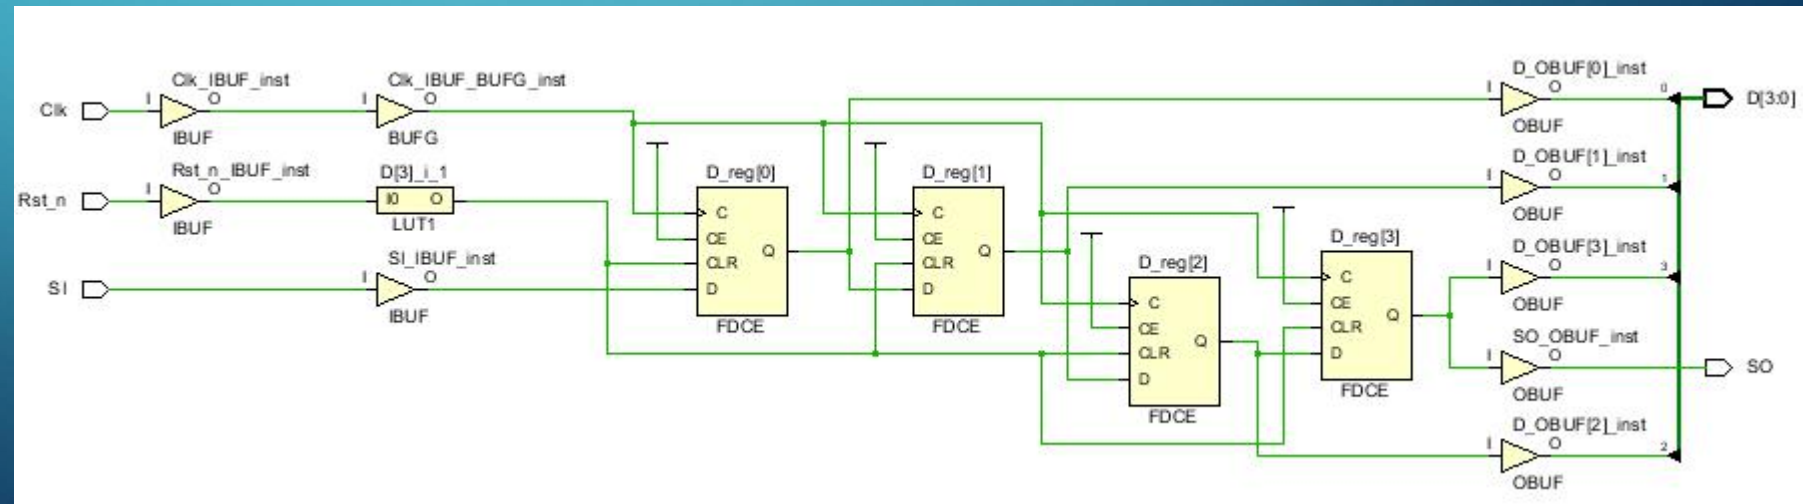 Clk
I
Clk_IBUF_inst
O
IBUF
I
Clk_IBUF_BUFG_inst
O
BUFG
Rst_n
I
Rst_n_IBUF_inst
O
IBUF
D[3]_i_1
I0 O
LUT1
SI
I
SI_IBUF_inst
O
IBUF
D_reg[0]
C
CE
CLR
D
Q
FDCE
D_reg[1]
C
CE
CLR
D
Q
FDCE
D_reg[2]
C
CE
CLR
D
Q
FDCE
D_reg[3]
C
CE
CLR
D
Q
FDCE
D_OBUF[0]_inst
I
O
OBUF
0
D[3:0]
D_OBUF[1]_inst
I
O
OBUF
1
D_OBUF[3]_inst
I
O
OBUF
3
SO_OBUF_inst
I
O
OBUF
SO
D_OBUF[2]_inst
I
O
OBUF
2